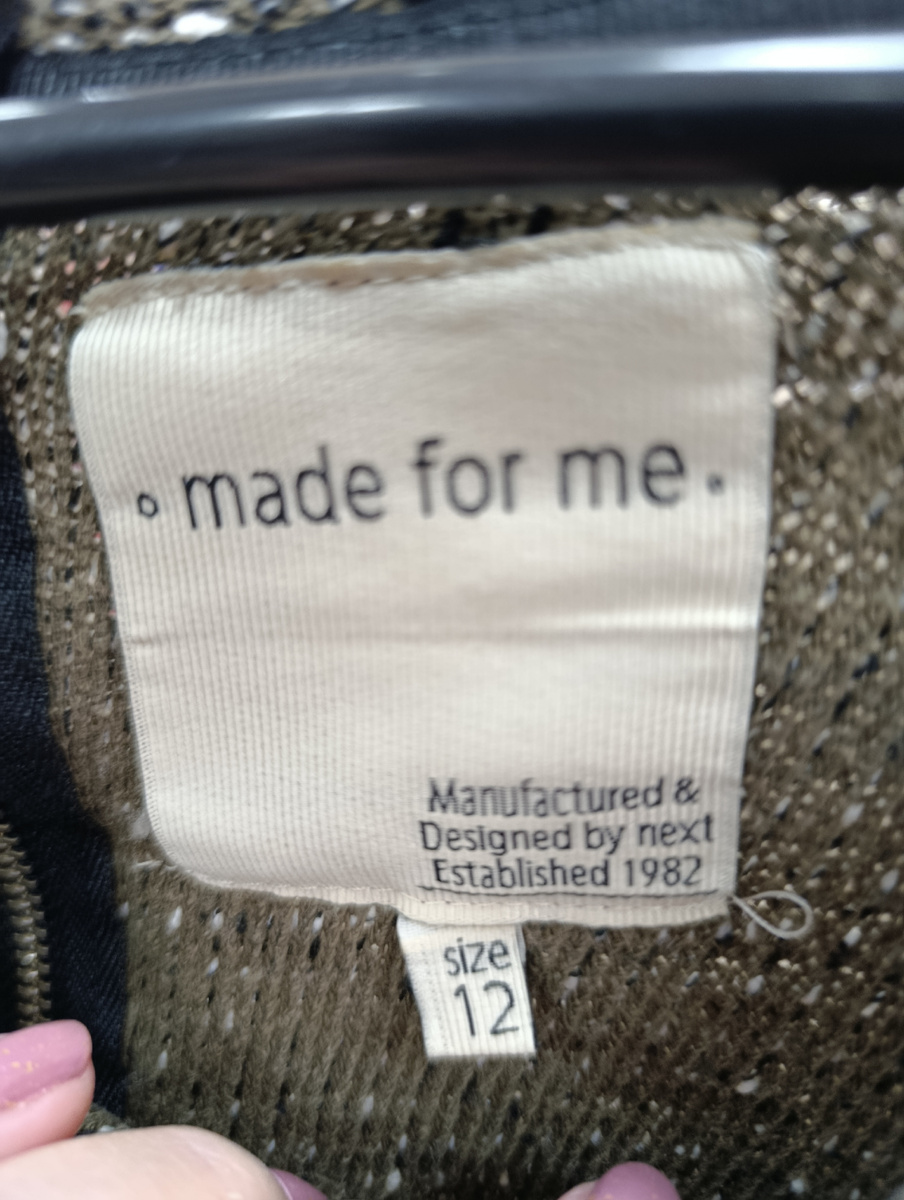 made for me
Manufactured &
Designed by next
Established 1982
size
12